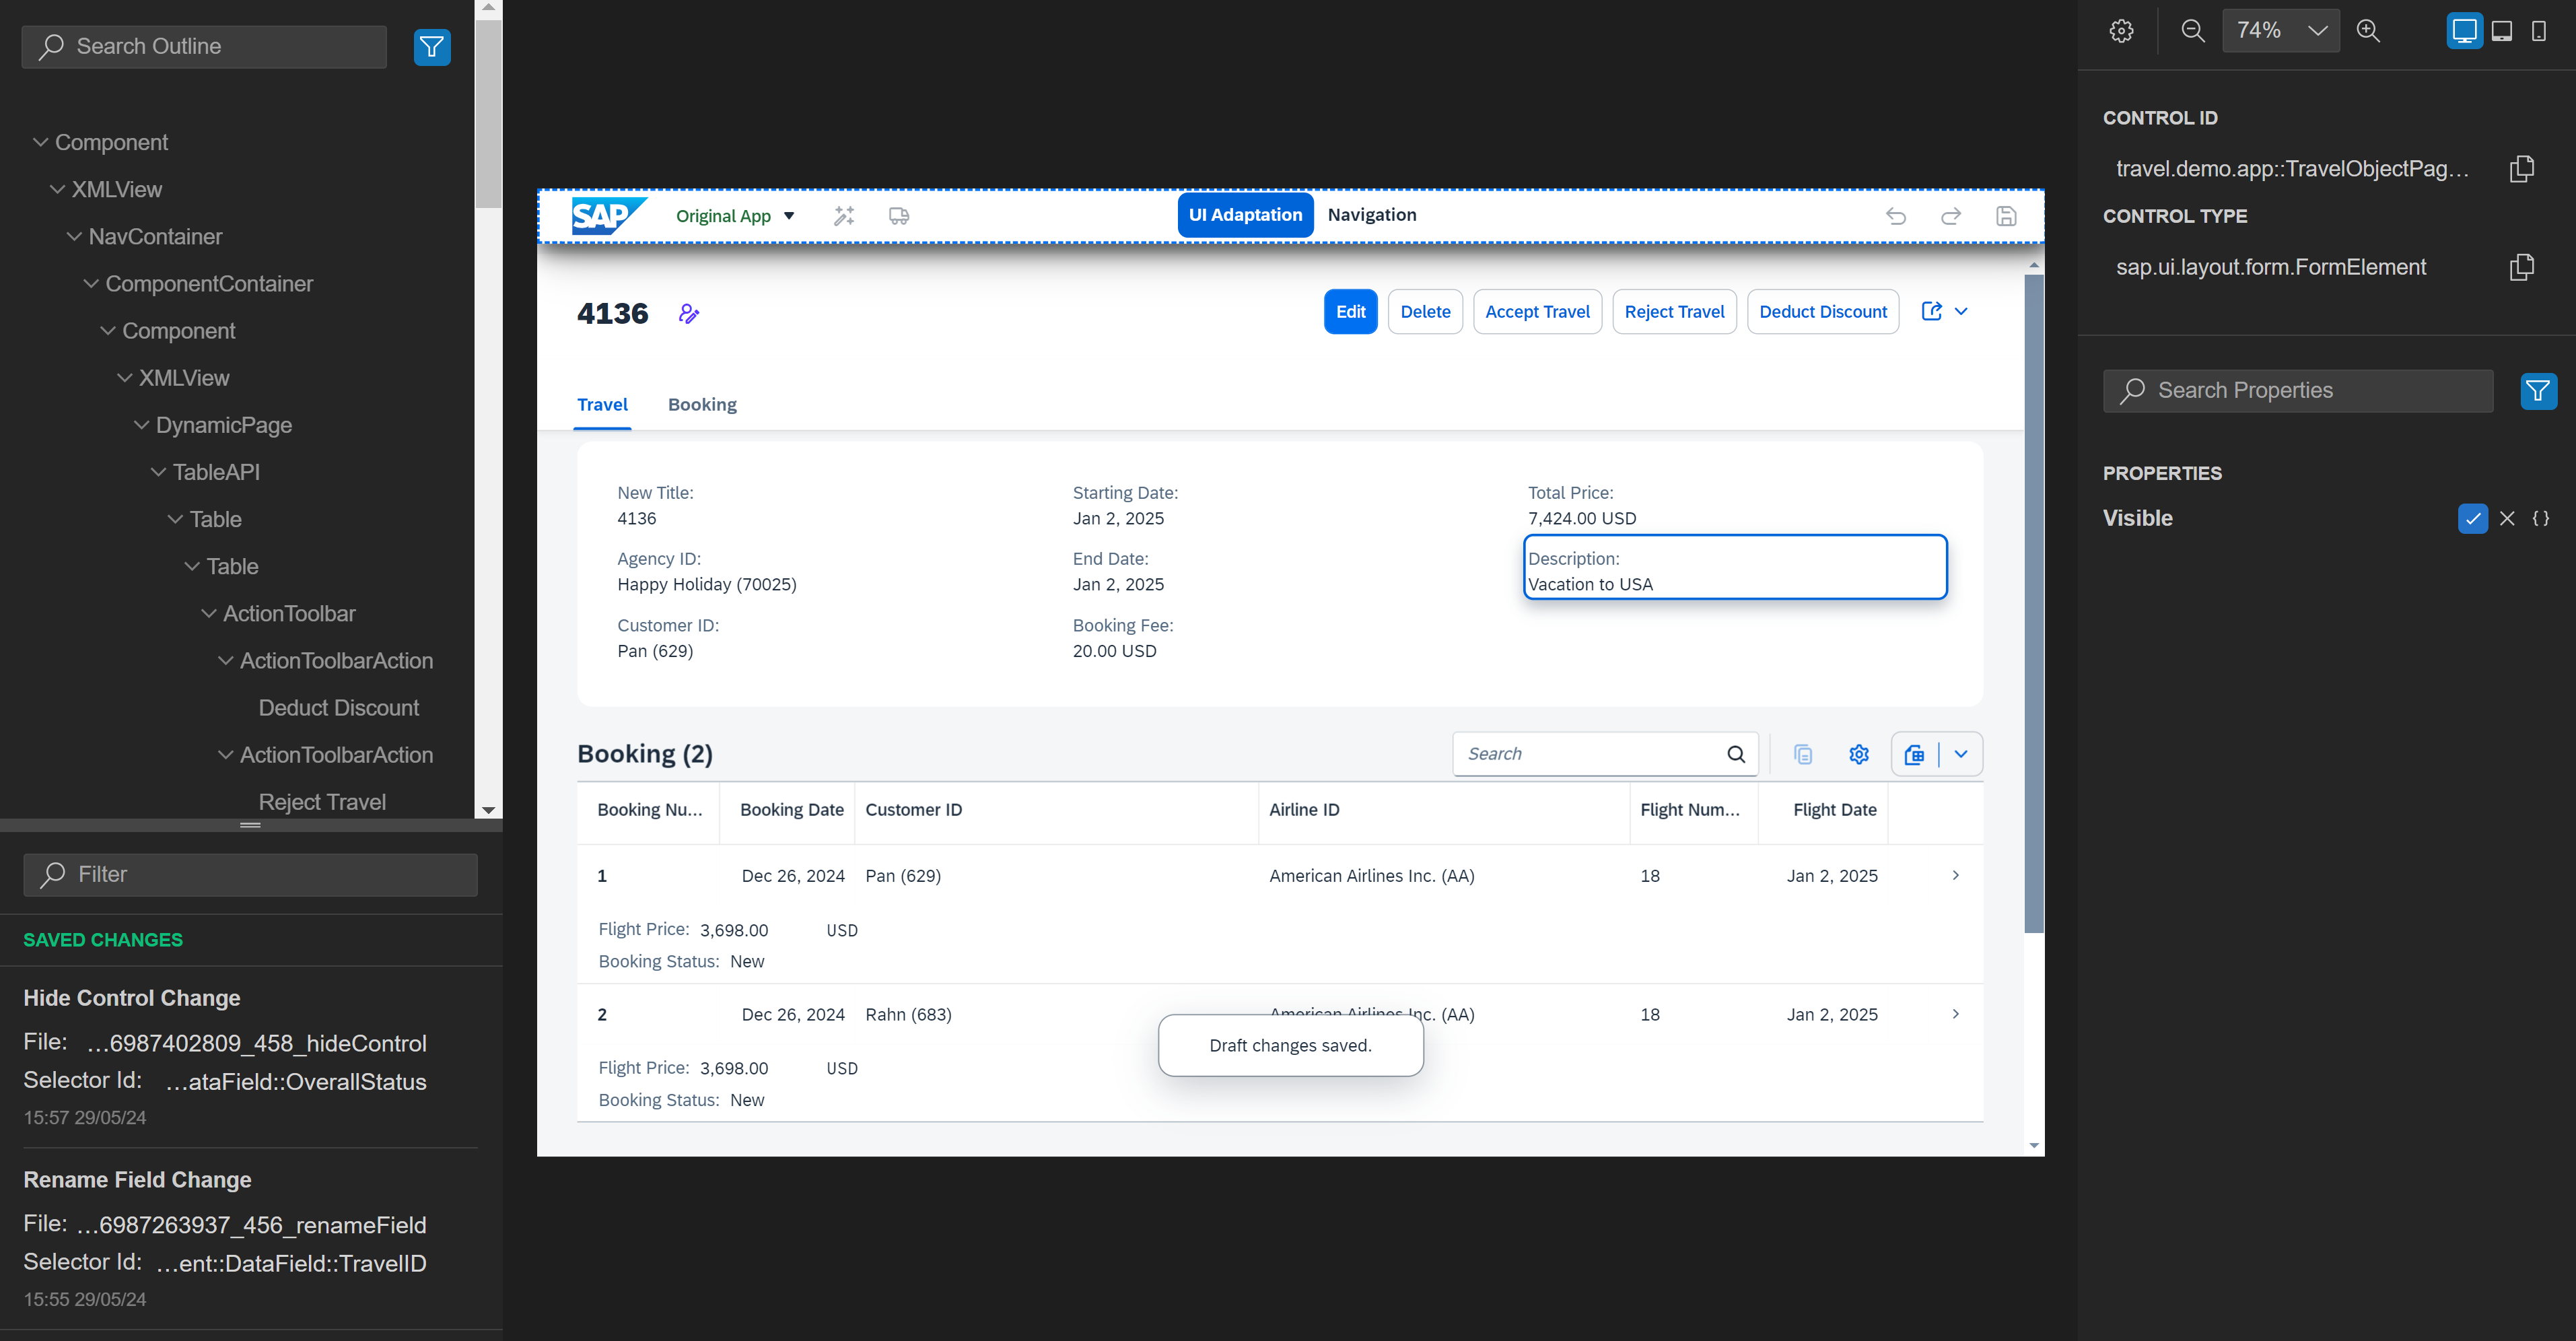 Search Outline
Component
XMLView
NavContainer
ComponentContainer
Component
XMLView
DynamicPage
TableAPI
Table
Table
ActionToolbar
ActionToolbarAction
Deduct Discount
ActionToolbarAction
Reject Travel
Filter
SAVED CHANGES
Hide Control Change
File: ...6987402809_458_hideControl
Selector Id: ...ataField::OverallStatus
15:57 29/05/24
Rename Field Change
File: ...6987263937_456_renameField
Selector Id: ...ent::DataField::TravelID
15:55 29/05/24
SAP Original App UI Adaptation Navigation
4136 Edit Delete Accept Travel Reject Travel Deduct Discount
Travel Booking
New Title: Starting Date: Total Price:
4136 Jan 2, 2025 7,424.00 USD
Agency ID: End Date: Description:
Happy Holiday (70025) Jan 2, 2025 Vacation to USA
Customer ID: Booking Fee:
Pan (629) 20.00 USD
Booking (2) Search
Booking Nu... Booking Date Customer ID Airline ID Flight Num... Flight Date
1 Dec 26, 2024 Pan (629) American Airlines Inc. (AA) 18 Jan 2, 2025
Flight Price: 3,698.00 USD
Booking Status: New
2 Dec 26, 2024 Rahn (683) American Airlines Inc. (AA) 18 Jan 2, 2025
Draft changes saved.
Flight Price: 3,698.00 USD
Booking Status: New
74%
CONTROL ID
travel.demo.app::TravelObjectPag...
CONTROL TYPE
sap.ui.layout.form.FormElement
Search Properties
PROPERTIES
Visible